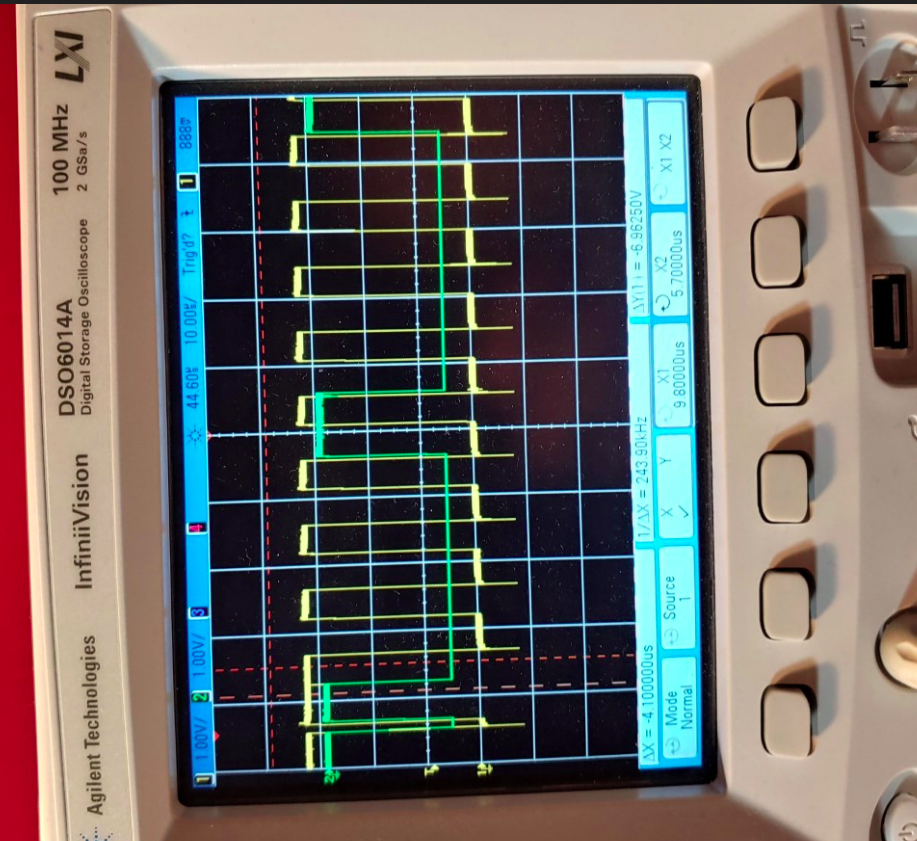 Agilent Technologies
InfiniiVision
DSO6014A
Digital Storage Oscilloscope
100 MHz
2 GSa/s
LXI
1 1.00V/ 2 1.00V/ 3 4 44.60 10.00 Trig'd? 1 888
ΔX = -4.100000us 1/ΔX = 243.90kHz ΔY(1) = -6.96250V
Mode
Normal
Source
1
X Y
✓
X1
9.80000us
X2
5.70000us
X1 X2